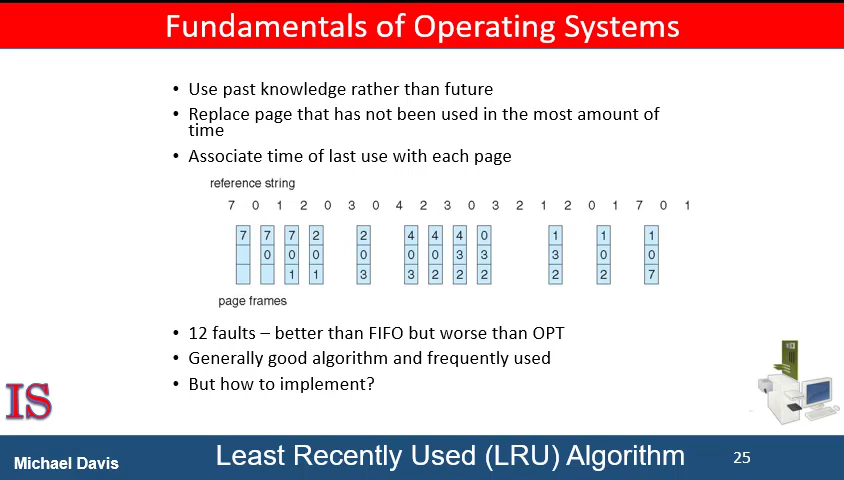 Fundamentals of Operating Systems
• Use past knowledge rather than future
• Replace page that has not been used in the most amount of
time
• Associate time of last use with each page
reference string
7 0 1 2 0 3 0 4 2 3 0 3 2 1 2 0 1 7 0 1
7 7 7 2 2 4 4 4 0 1 1 1
0 0 0 0 0 0 3 3 3 0 0
1 1 3 3 2 2 2 2 2 7
page frames
• 12 faults – better than FIFO but worse than OPT
• Generally good algorithm and frequently used
• But how to implement?
IS
Michael Davis
Least Recently Used (LRU) Algorithm
25